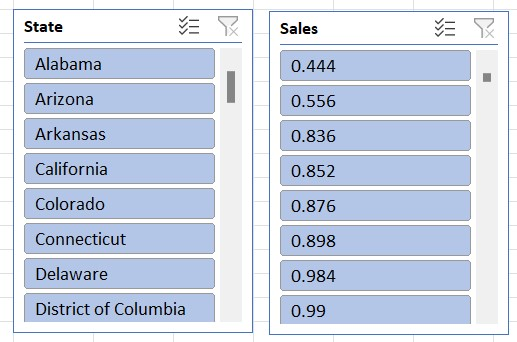 State
Alabama
Arizona
Arkansas
California
Colorado
Connecticut
Delaware
District of Columbia
Sales
0.444
0.556
0.836
0.852
0.876
0.898
0.984
0.99